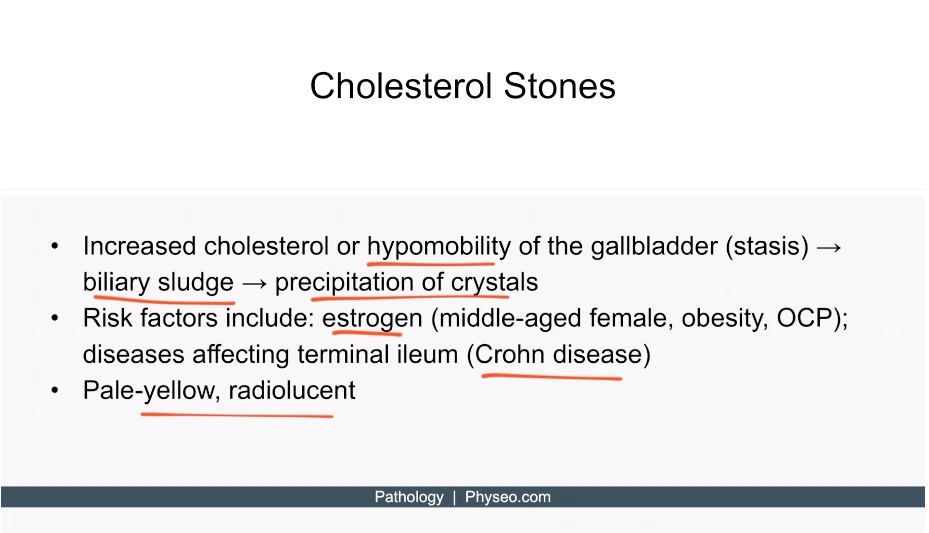 Cholesterol Stones
• Increased cholesterol or hypomobility of the gallbladder (stasis) →
biliary sludge → precipitation of crystals
• Risk factors include: estrogen (middle-aged female, obesity, OCP);
diseases affecting terminal ileum (Crohn disease)
• Pale-yellow, radiolucent
Pathology | Physeo.com